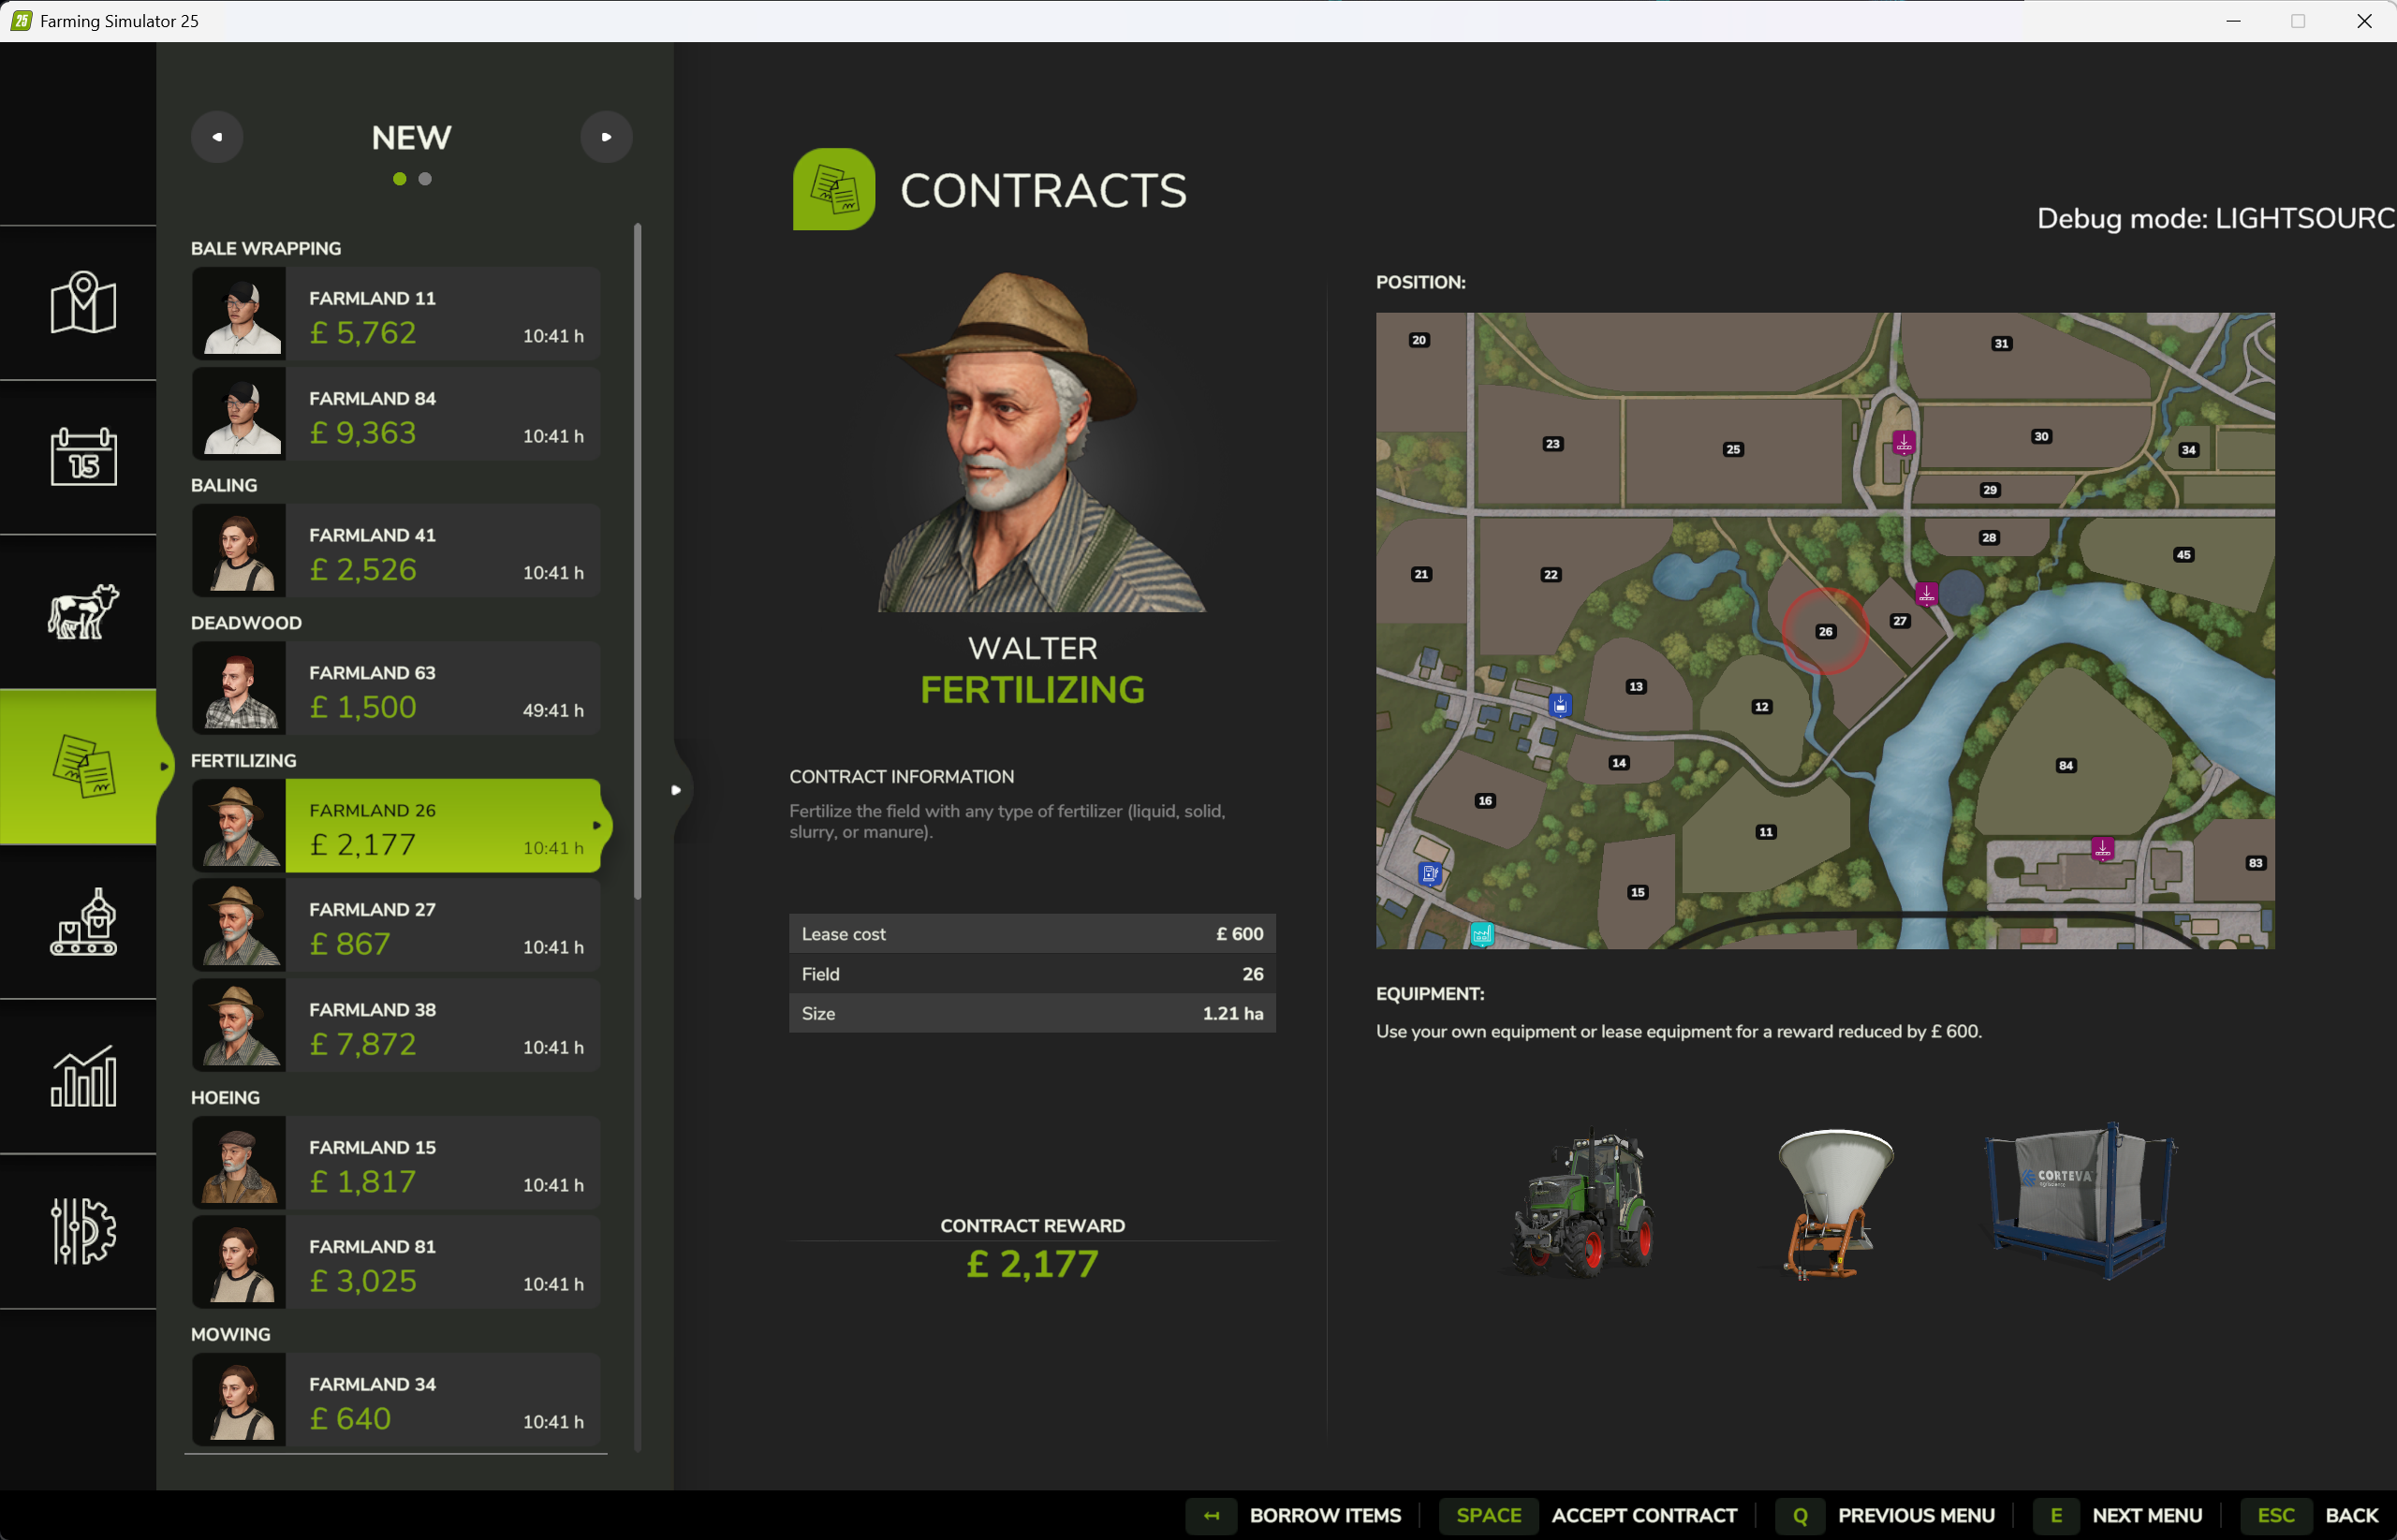 Farming Simulator 25
NEW
BALE WRAPPING
FARMLAND 11
£ 5,762
10:41 h
FARMLAND 84
£ 9,363
10:41 h
BALING
FARMLAND 41
£ 2,526
10:41 h
DEADWOOD
FARMLAND 63
£ 1,500
49:41 h
FERTILIZING
FARMLAND 26
£ 2,177
10:41 h
FARMLAND 27
£ 867
10:41 h
FARMLAND 38
£ 7,872
10:41 h
HOEING
FARMLAND 15
£ 1,817
10:41 h
FARMLAND 81
£ 3,025
10:41 h
MOWING
FARMLAND 34
£ 640
10:41 h
15
CONTRACTS
Debug mode: LIGHTSOURC
WALTER
FERTILIZING
CONTRACT INFORMATION
Fertilize the field with any type of fertilizer (liquid, solid,
slurry, or manure).
Lease cost £ 600
Field 26
Size 1.21 ha
CONTRACT REWARD
£ 2,177
POSITION:
20
31
23
25
30
34
29
28
45
21
22
26
27
13
12
14
84
16
11
83
15
EQUIPMENT:
Use your own equipment or lease equipment for a reward reduced by £ 600.
CORTEVA
BORROW ITEMS
SPACE ACCEPT CONTRACT
Q PREVIOUS MENU
E NEXT MENU
ESC BACK